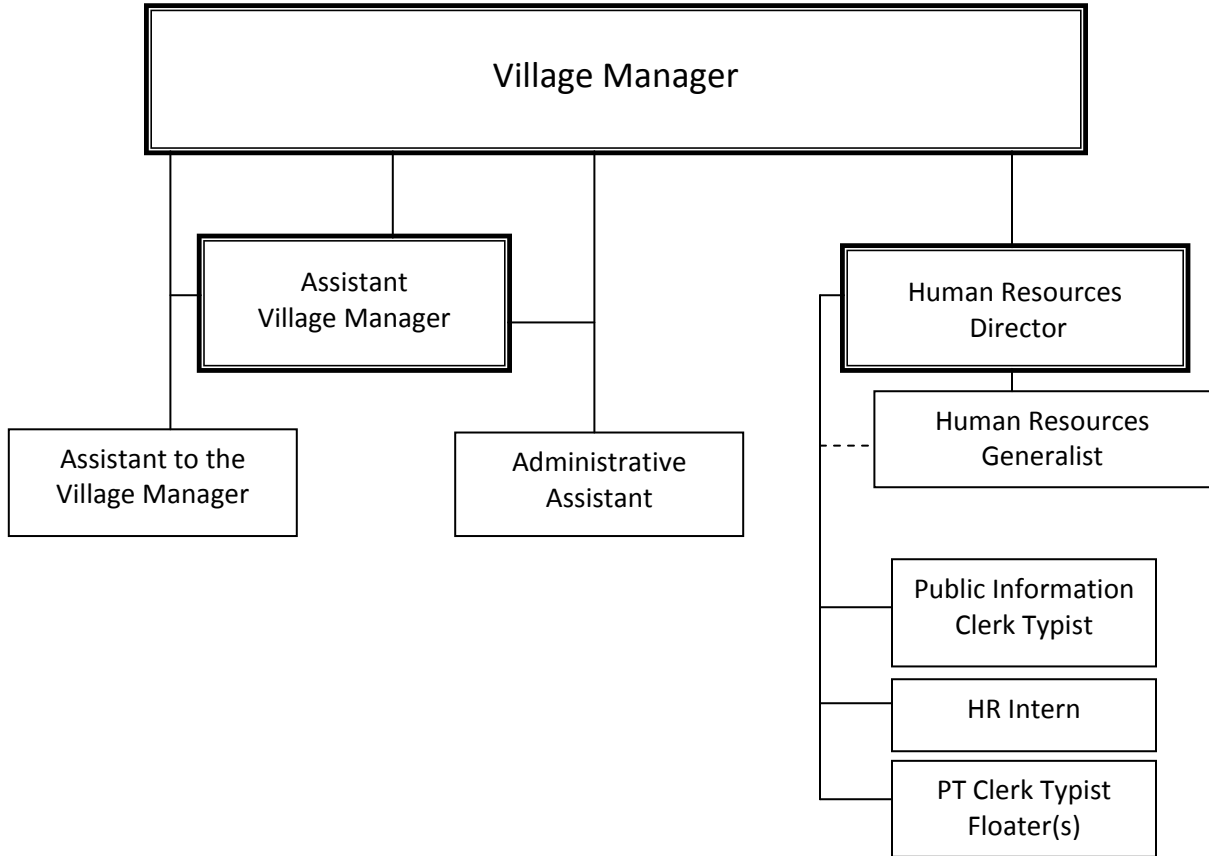 Village Manager
Assistant
Village Manager
Human Resources
Director
Assistant to the
Village Manager
Administrative
Assistant
Human Resources
Generalist
Public Information
Clerk Typist
HR Intern
PT Clerk Typist
Floater(s)